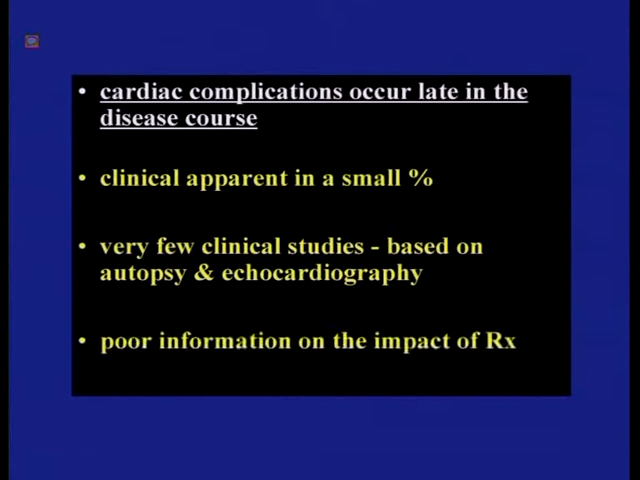 • cardiac complications occur late in the
disease course
• clinical apparent in a small %
• very few clinical studies - based on
autopsy & echocardiography
• poor information on the impact of Rx